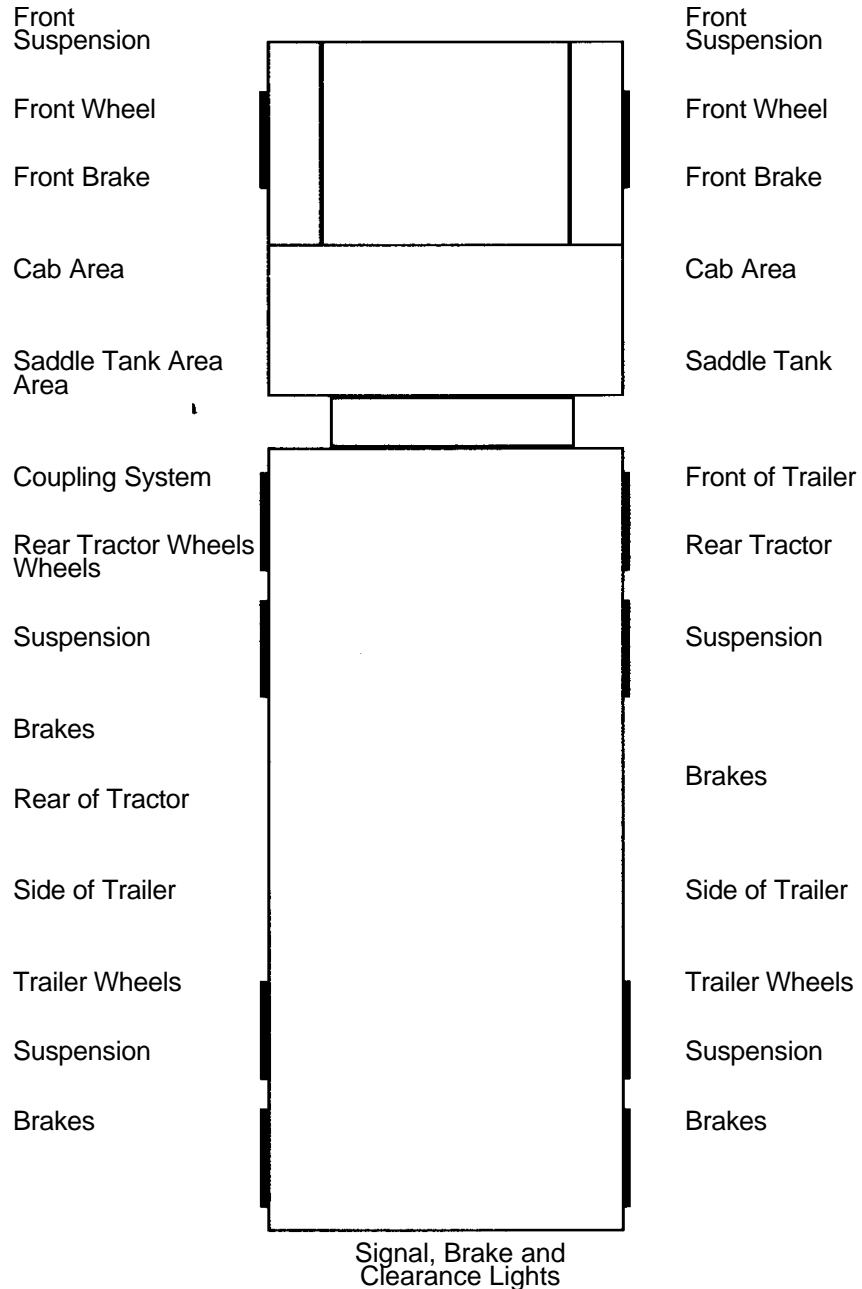 Front
Suspension
Front Wheel
Front Brake
Cab Area
Saddle Tank Area
Area
Coupling System
Rear Tractor Wheels
Wheels
Suspension
Brakes
Rear of Tractor
Side of Trailer
Trailer Wheels
Suspension
Brakes
Front
Suspension
Front Wheel
Front Brake
Cab Area
Saddle Tank
Front of Trailer
Rear Tractor
Suspension
Brakes
Side of Trailer
Trailer Wheels
Suspension
Brakes
Signal, Brake and
Clearance Lights